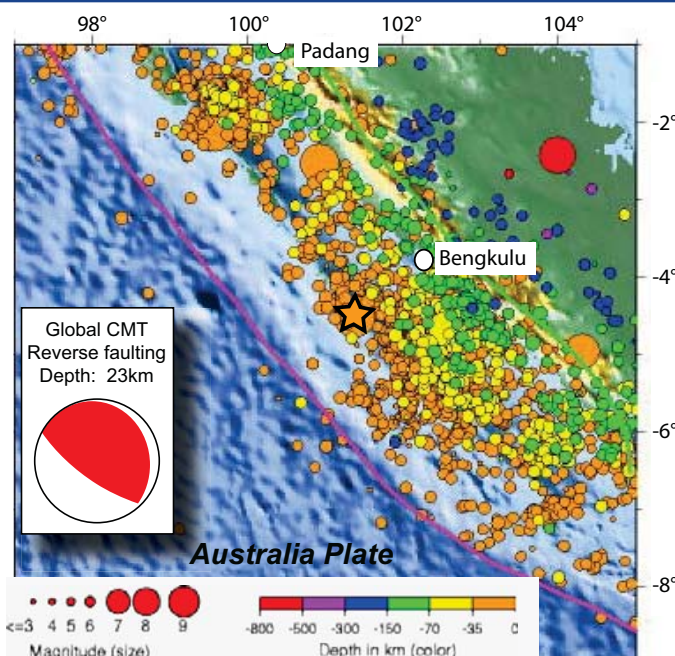 98° 100° 102° 104°
Padang
-2°
Bengkulu
-4°
Global CMT
Reverse faulting
Depth: 23km
-6°
Australia Plate
-8°
<=3 4 5 6 7 8 9
Magnitude (size)
-800 -500 -300 -150 -70 -35 0
Depth in km (color)